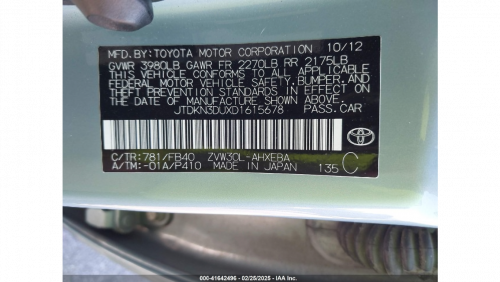 MFD. BY: TOYOTA MOTOR CORPORATION 10/12
GVWR 3980LB GAWR FR 2270LB RR 2175LB
THIS VEHICLE CONFORMS TO ALL APPLICABLE
FEDERAL MOTOR VEHICLE SAFETY, BUMPER, AND
THEFT PREVENTION STANDARDS IN EFFECT ON
THE DATE OF MANUFACTURE SHOWN ABOVE.
JTDKN3DUXD1615678 PASS. CAR
C/TR: 781/FB40 ZVW30L-AHXEBA
A/TM: -01A/P410 MADE IN JAPAN 135 C
000-41642496 — 02/25/2025 — IAA Inc.